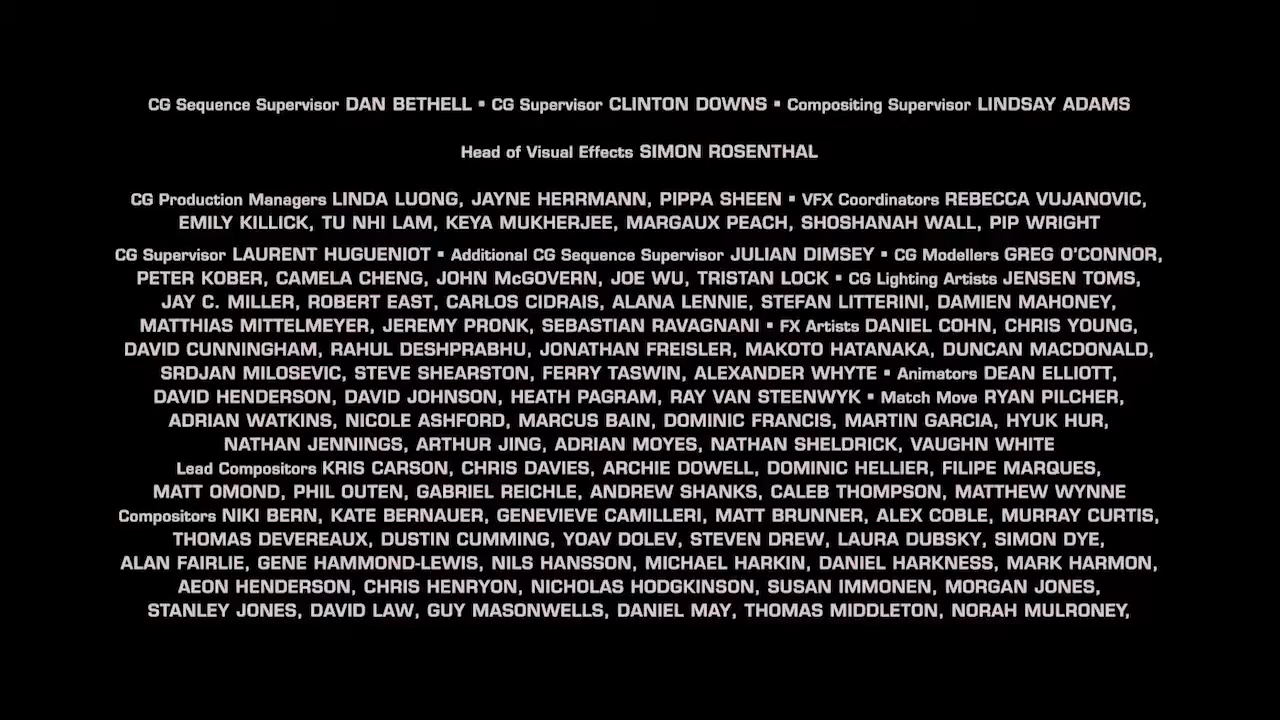 CG Sequence Supervisor DAN BETHELL ▪ CG Supervisor CLINTON DOWNS ▪ Compositing Supervisor LINDSAY ADAMS
Head of Visual Effects SIMON ROSENTHAL
CG Production Managers LINDA LUONG, JAYNE HERRMANN, PIPPA SHEEN ▪ VFX Coordinators REBECCA VUJANOVIC,
EMILY KILLICK, TU NHI LAM, KEYA MUKHERJEE, MARGAUX PEACH, SHOSHANAH WALL, PIP WRIGHT
CG Supervisor LAURENT HUGUENIOT ▪ Additional CG Sequence Supervisor JULIAN DIMSEY ▪ CG Modellers GREG O'CONNOR,
PETER KOBER, CAMELA CHENG, JOHN McGOVERN, JOE WU, TRISTAN LOCK ▪ CG Lighting Artists JENSEN TOMS,
JAY C. MILLER, ROBERT EAST, CARLOS CIDRAIS, ALANA LENNIE, STEFAN LITTERINI, DAMIEN MAHONEY,
MATTHIAS MITTELMEYER, JEREMY PRONK, SEBASTIAN RAVAGNANI ▪ FX Artists DANIEL COHN, CHRIS YOUNG,
DAVID CUNNINGHAM, RAHUL DESHPRABHU, JONATHAN FREISLER, MAKOTO HATANAKA, DUNCAN MACDONALD,
SRDJAN MILOSEVIC, STEVE SHEARSTON, FERRY TASWIN, ALEXANDER WHYTE ▪ Animators DEAN ELLIOTT,
DAVID HENDERSON, DAVID JOHNSON, HEATH PAGRAM, RAY VAN STEENWYK ▪ Match Move RYAN PILCHER,
ADRIAN WATKINS, NICOLE ASHFORD, MARCUS BAIN, DOMINIC FRANCIS, MARTIN GARCIA, HYUK HUR,
NATHAN JENNINGS, ARTHUR JING, ADRIAN MOYES, NATHAN SHELDRICK, VAUGHN WHITE
Lead Compositors KRIS CARSON, CHRIS DAVIES, ARCHIE DOWELL, DOMINIC HELLIER, FILIPE MARQUES,
MATT OMOND, PHIL OUTEN, GABRIEL REICHLE, ANDREW SHANKS, CALEB THOMPSON, MATTHEW WYNNE
Compositors NIKI BERN, KATE BERNAUER, GENEVIEVE CAMILLERI, MATT BRUNNER, ALEX COBLE, MURRAY CURTIS,
THOMAS DEVEREAUX, DUSTIN CUMMING, YOAV DOLEV, STEVEN DREW, LAURA DUBSKY, SIMON DYE,
ALAN FAIRLIE, GENE HAMMOND-LEWIS, NILS HANSSON, MICHAEL HARKIN, DANIEL HARKNESS, MARK HARMON,
AEON HENDERSON, CHRIS HENRYON, NICHOLAS HODGKINSON, SUSAN IMMONEN, MORGAN JONES,
STANLEY JONES, DAVID LAW, GUY MASONWELLS, DANIEL MAY, THOMAS MIDDLETON, NORAH MULRONEY,